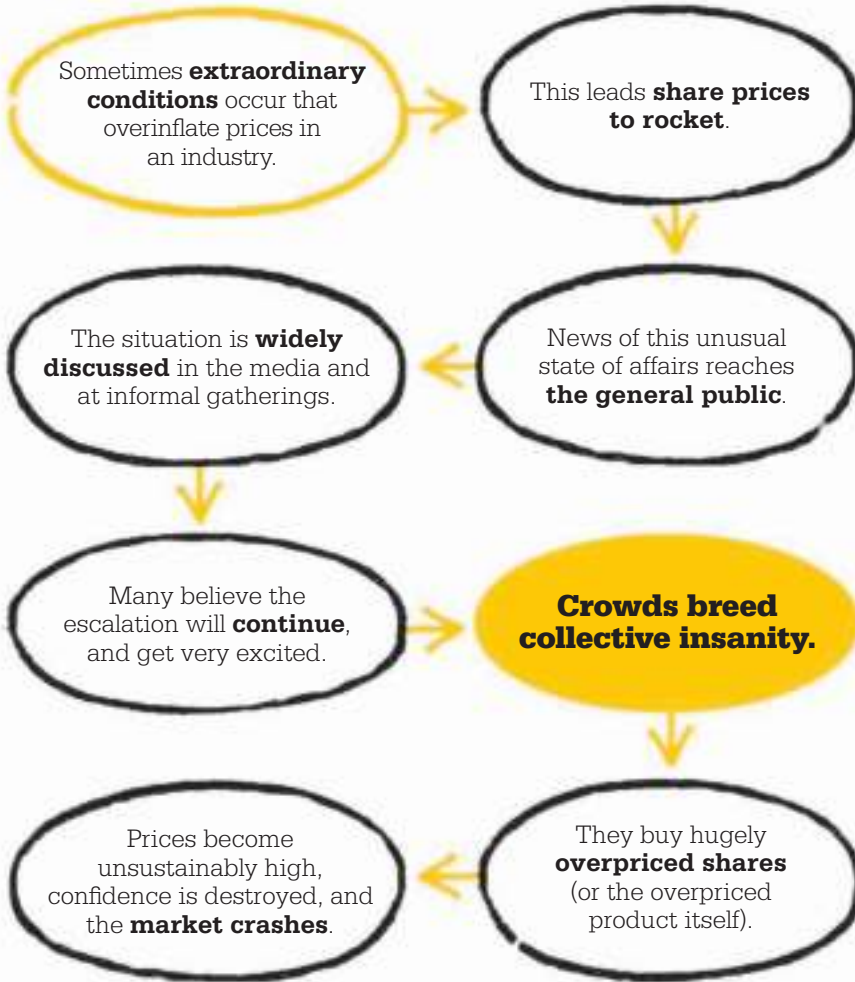 Sometimes extraordinary
conditions occur that
overinflate prices in
an industry.
This leads share prices
to rocket.
News of this unusual
state of affairs reaches
the general public.
The situation is widely
discussed in the media and
at informal gatherings.
Many believe the
escalation will continue,
and get very excited.
Crowds breed
collective insanity.
They buy hugely
overpriced shares
(or the overpriced
product itself).
Prices become
unsustainably high,
confidence is destroyed, and
the market crashes.